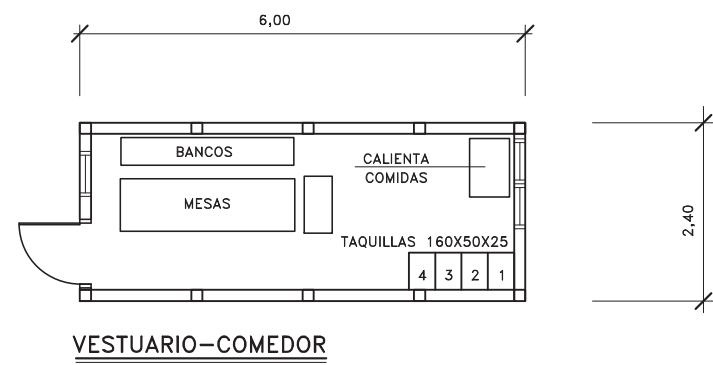 6,00
BANCOS
CALIENTA
COMIDAS
MESAS
2,40
TAQUILLAS 160X50X25
4 3 2 1
VESTUARIO-COMEDOR